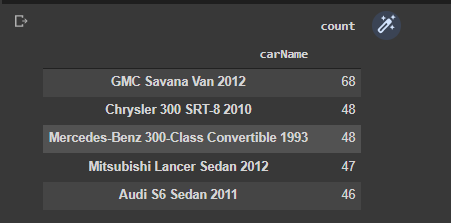 count
carName
GMC Savana Van 2012 68
Chrysler 300 SRT-8 2010 48
Mercedes-Benz 300-Class Convertible 1993 48
Mitsubishi Lancer Sedan 2012 47
Audi S6 Sedan 2011 46